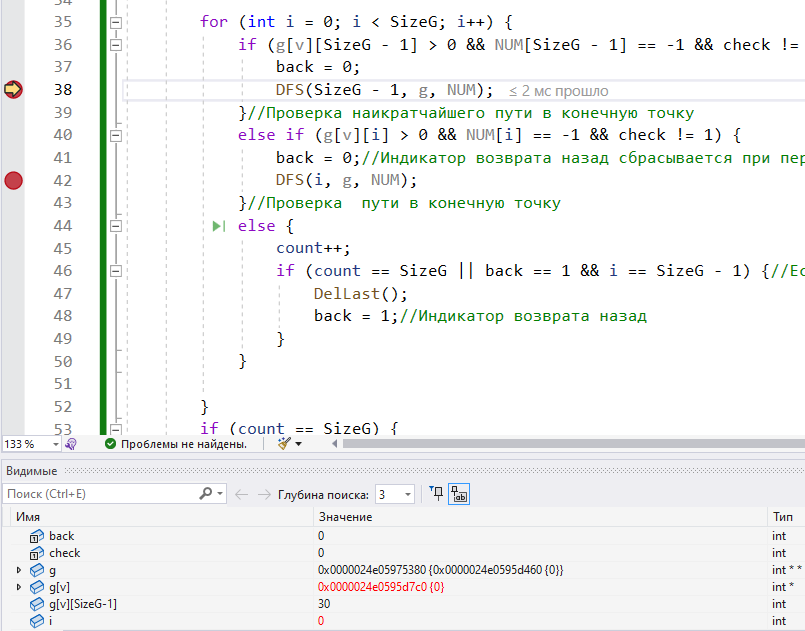 34
35 for (int i = 0; i < SizeG; i++) {
36 if (g[v][SizeG - 1] > 0 && NUM[SizeG - 1] == -1 && check !=
37 back = 0;
38 DFS(SizeG - 1, g, NUM); ≤ 2 мс прошло
39 }//Проверка наикратчайшего пути в конечную точку
40 else if (g[v][i] > 0 && NUM[i] == -1 && check != 1) {
41 back = 0;//Индикатор возврата назад сбрасывается при пер
42 DFS(i, g, NUM);
43 }//Проверка  пути в конечную точку
44 else {
45 count++;
46 if (count == SizeG || back == 1 && i == SizeG - 1) {//Ес
47 DelLast();
48 back = 1;//Индикатор возврата назад
49 }
50 }
51
52 }
53 if (count == SizeG) {
133 % Проблемы не найдены.
Видимые
Поиск (Ctrl+E) Глубина поиска: 3
Имя Значение Тип
back 0 int
check 0 int
g 0x0000024e05975380 {0x0000024e0595d460 {0}} int * *
g[v] 0x0000024e0595d7c0 {0} int *
g[v][SizeG-1] 30 int
i 0 int